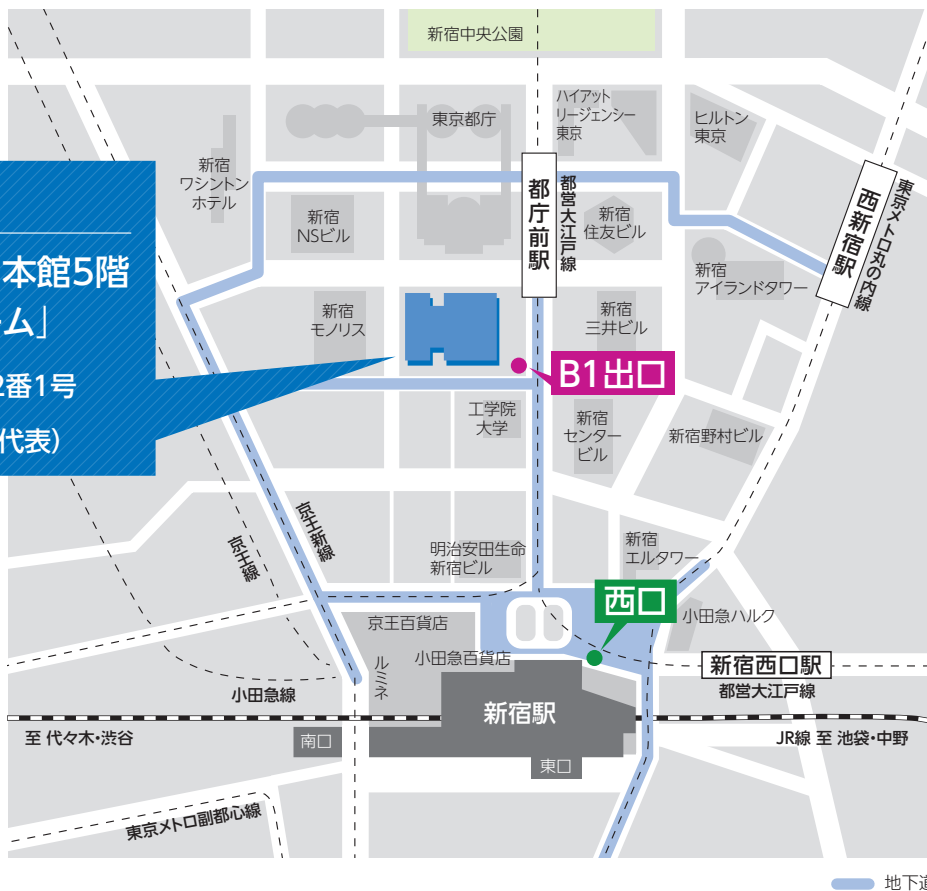 新宿中央公園
東京都庁
ハイアット
リージェンシー
東京
ヒルトン
東京
新宿
ワシントン
ホテル
新宿
NSビル
都庁前駅
都営大江戸線
新宿
住友ビル
西新宿駅
東京メトロ丸の内線
新宿
アイランドタワー
本館5階
ーム」
2番1号
代表）
新宿
モノリス
新宿
三井ビル
B1出口
工学院
大学
新宿
センター
ビル
新宿野村ビル
京王新線
京王線
明治安田生命
新宿ビル
新宿
エルタワー
西口
小田急ハルク
京王百貨店
小田急百貨店
ルミネ
新宿西口駅
都営大江戸線
小田急線
新宿駅
至 代々木・渋谷
南口
東口
JR線 至 池袋・中野
東京メトロ副都心線
地下道